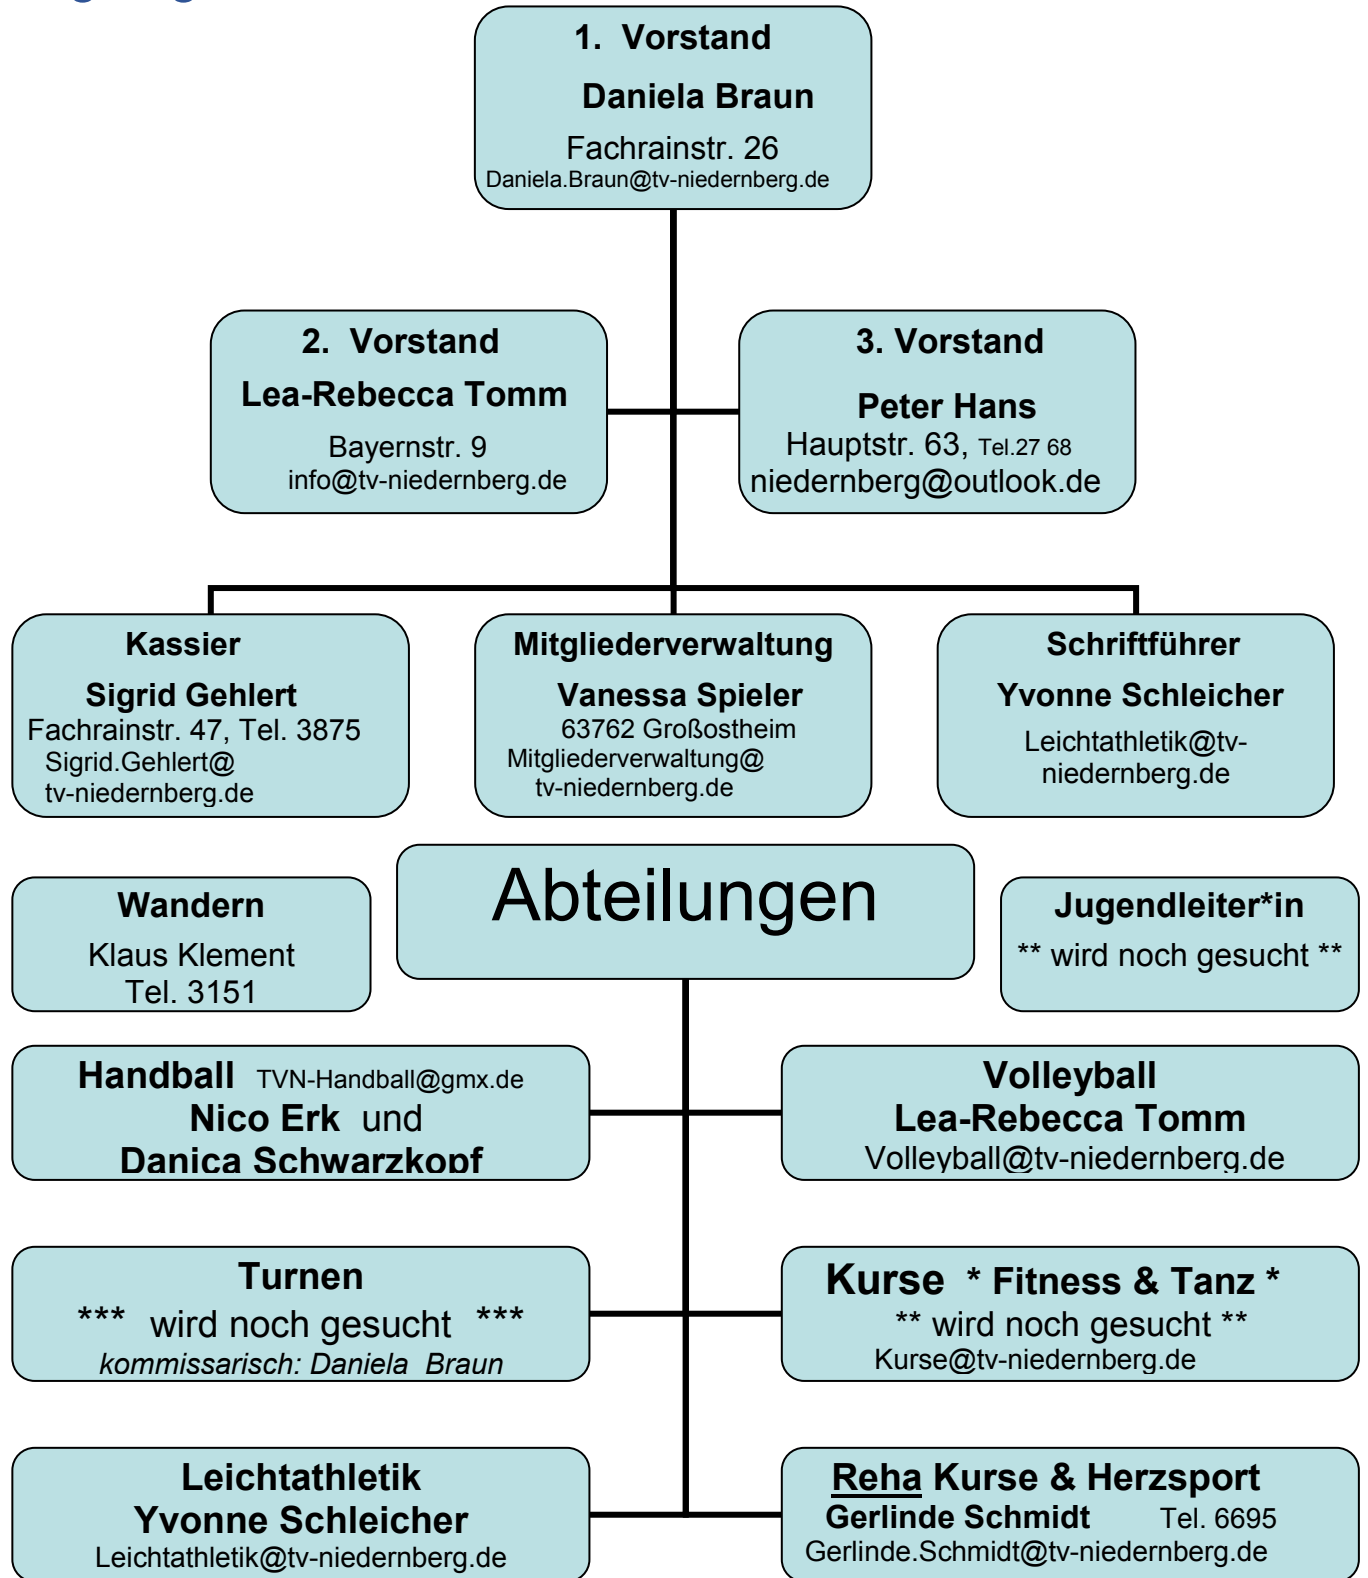 1. Vorstand
Daniela Braun
Fachrainstr. 26
Daniela.Braun@tv-niedernberg.de
2. Vorstand
Lea-Rebecca Tomm
Bayernstr. 9
info@tv-niedernberg.de
3. Vorstand
Peter Hans
Hauptstr. 63, Tel.27 68
niedernberg@outlook.de
Kassier
Sigrid Gehlert
Fachrainstr. 47, Tel. 3875
Sigrid.Gehlert@
tv-niedernberg.de
Mitgliederverwaltung
Vanessa Spieler
63762 Großostheim
Mitgliederverwaltung@
tv-niedernberg.de
Schriftführer
Yvonne Schleicher
Leichtathletik@tv-
niedernberg.de
Wandern
Klaus Klement
Tel. 3151
Abteilungen
Jugendleiter*in
** wird noch gesucht **
Handball TVN-Handball@gmx.de
Nico Erk und
Danica Schwarzkopf
Volleyball
Lea-Rebecca Tomm
Volleyball@tv-niedernberg.de
Turnen
*** wird noch gesucht ***
kommissarisch: Daniela Braun
Kurse * Fitness & Tanz *
** wird noch gesucht **
Kurse@tv-niedernberg.de
Leichtathletik
Yvonne Schleicher
Leichtathletik@tv-niedernberg.de
Reha Kurse & Herzsport
Gerlinde Schmidt Tel. 6695
Gerlinde.Schmidt@tv-niedernberg.de